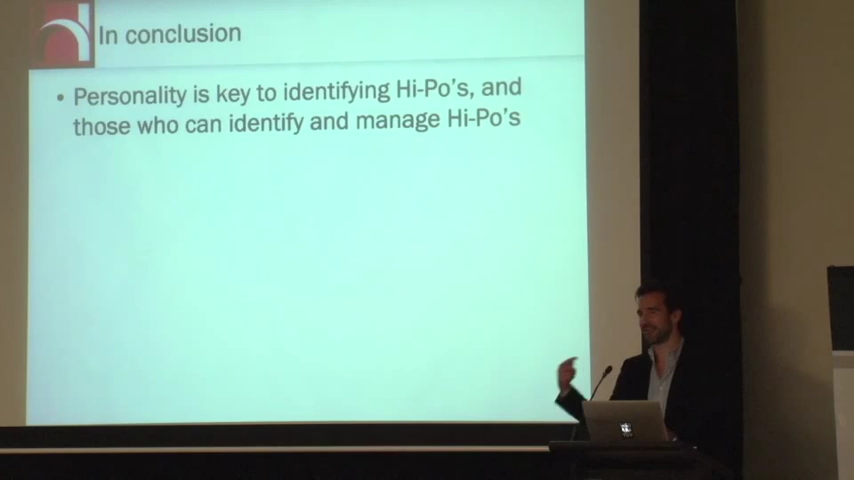 In conclusion
• Personality is key to identifying Hi-Po's, and
those who can identify and manage Hi-Po's